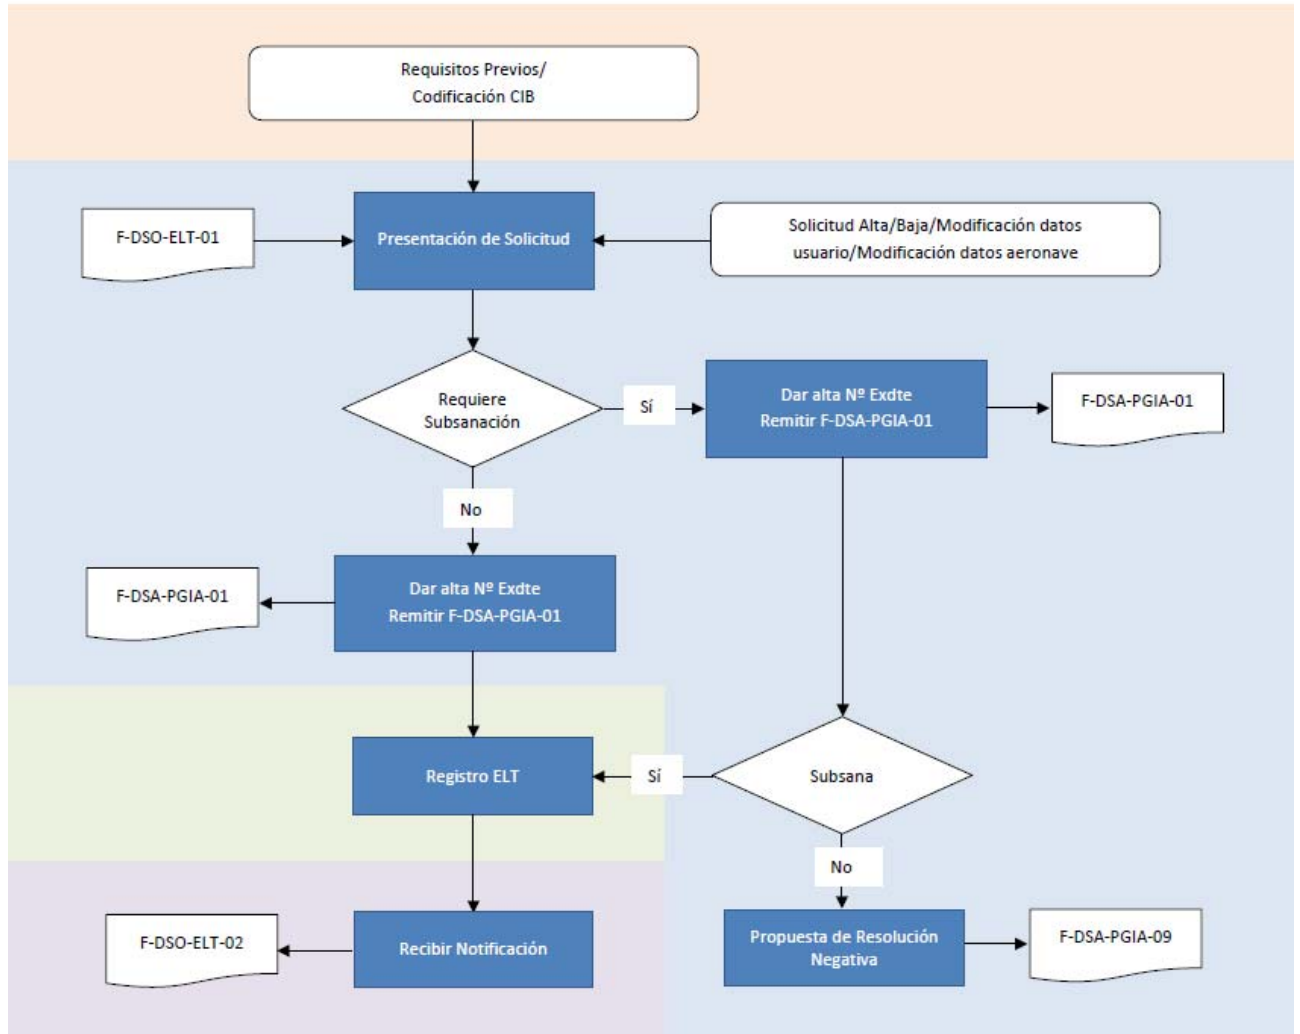 Requisitos Previos/
Codificación CIB
F-DSO-ELT-01
Presentación de Solicitud
Solicitud Alta/Baja/Modificación datos
usuario/Modificación datos aeronave
Requiere
Subsanación
Sí
Dar alta Nº Exdte
Remitir F-DSA-PGIA-01
F-DSA-PGIA-01
No
F-DSA-PGIA-01
Dar alta Nº Exdte
Remitir F-DSA-PGIA-01
Registro ELT
Sí
Subsana
No
F-DSO-ELT-02
Recibir Notificación
Propuesta de Resolución
Negativa
F-DSA-PGIA-09